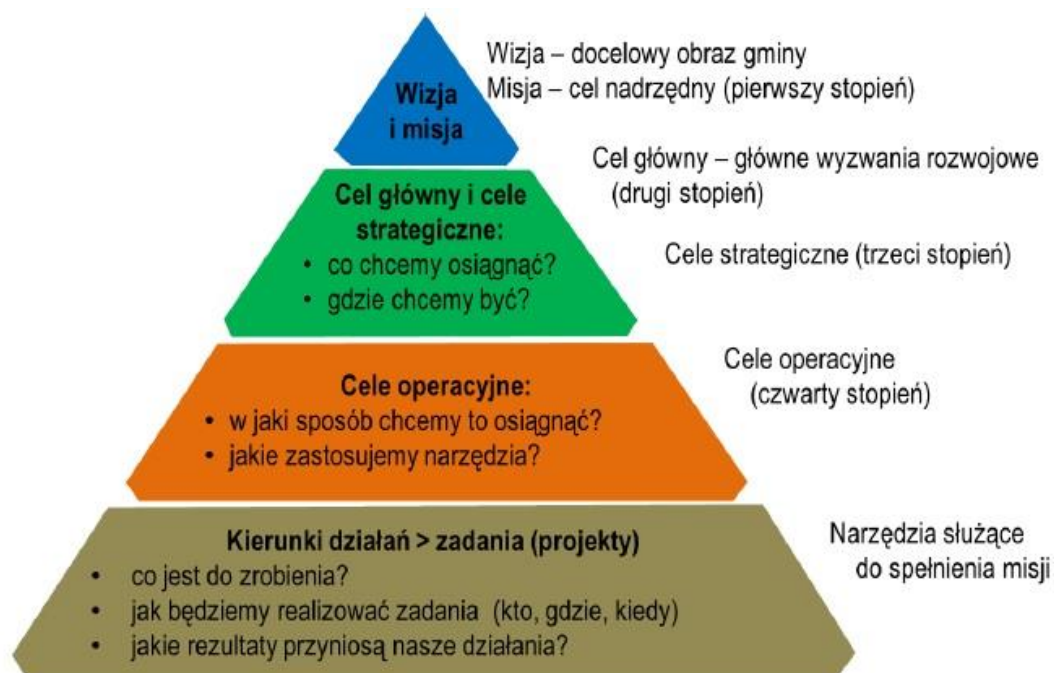 Wizja – docelowy obraz gminy
Misja – cel nadrzędny (pierwszy stopień)
Wizja
i misja
Cel główny – główne wyzwania rozwojowe
(drugi stopień)
Cel główny i cele
strategiczne:
• co chcemy osiągnąć?
• gdzie chcemy być?
Cele strategiczne (trzeci stopień)
Cele operacyjne
(czwarty stopień)
Cele operacyjne:
• w jaki sposób chcemy to osiągnąć?
• jakie zastosujemy narzędzia?
Kierunki działań > zadania (projekty)
• co jest do zrobienia?
• jak będziemy realizować zadania (kto, gdzie, kiedy)
• jakie rezultaty przyniosą nasze działania?
Narzędzia służące
do spełnienia misji